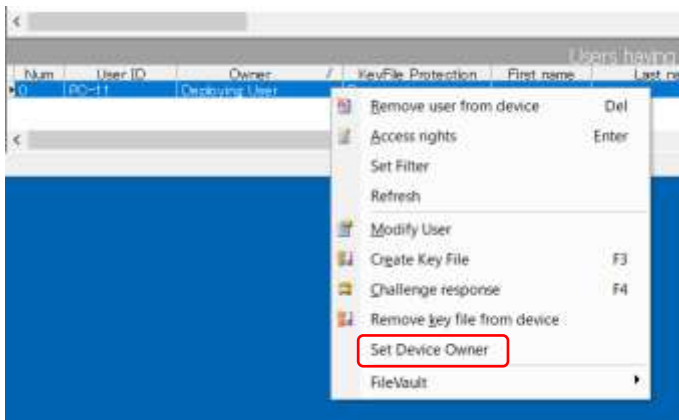 Users having
Num User ID Owner / KeyFile Protection First name Last na
0 PO-11 Deploying User
Remove user from device Del
Access rights Enter
Set Filter
Refresh
Modify User
Create Key File F3
Challenge response F4
Remove key file from device
Set Device Owner
FileVault